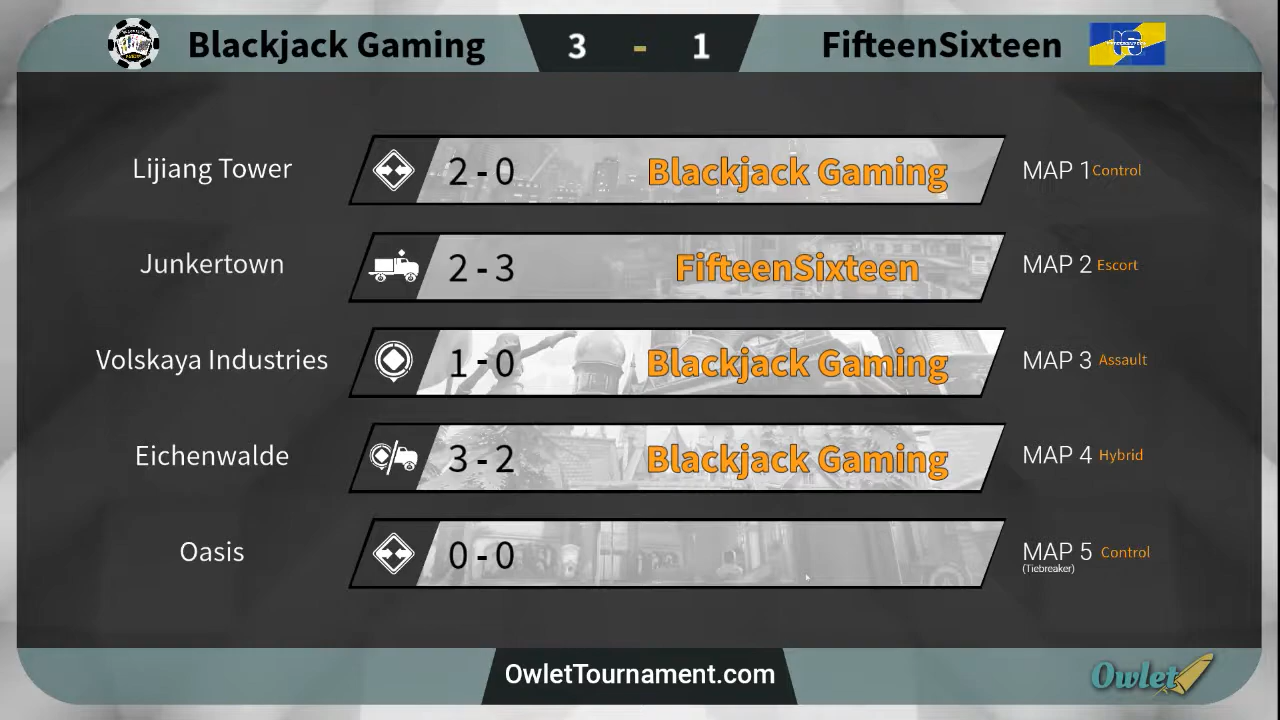 Blackjack Gaming 3 - 1 FifteenSixteen
Lijiang Tower 2 - 0 Blackjack Gaming MAP 1 Control
Junkertown 2 - 3 FifteenSixteen MAP 2 Escort
Volskaya Industries 1 - 0 Blackjack Gaming MAP 3 Assault
Eichenwalde 3 - 2 Blackjack Gaming MAP 4 Hybrid
Oasis 0 - 0 MAP 5 Control
(Tiebreaker)
OwletTournament.com
Owlet